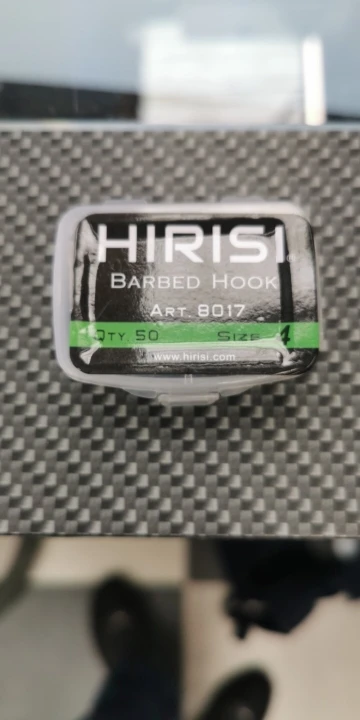 HIRISI
BARBED HOOK
ART. 8017
QTY. 50 SIZE 4
www.hirisi.com